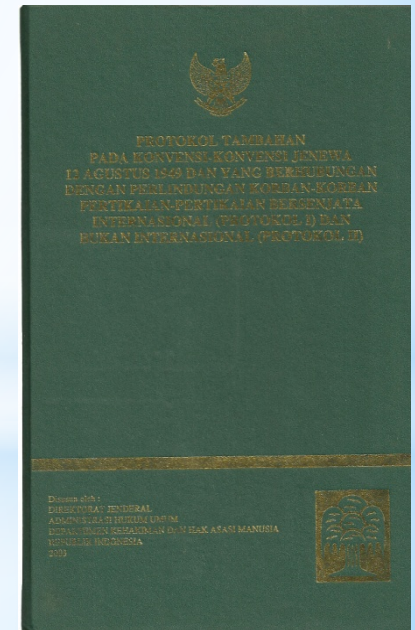 PROTOKOL TAMBAHAN
PADA KONVENSI-KONVENSI JENEWA
12 AGUSTUS 1949 DAN YANG BERHUBUNGAN
DENGAN PERLINDUNGAN KORBAN-KORBAN
PERTIKAIAN-PERTIKAIAN BERSENJATA
INTERNASIONAL (PROTOKOL I) DAN
BUKAN INTERNASIONAL (PROTOKOL II)
Disusun oleh :
DIREKTORAT JENDERAL
ADMINISTRASI HUKUM UMUM
DEPARTEMEN KEHAKIMAN DAN HAK ASASI MANUSIA
REPUBLIK INDONESIA
2003